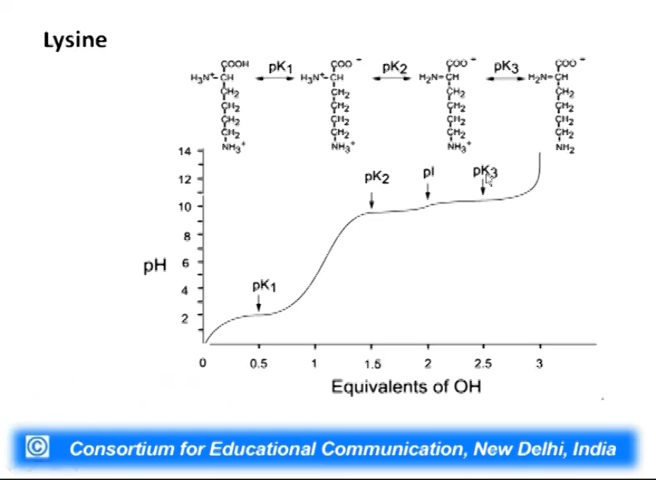 Lysine
COOH pK1 COO⁻ pK2 COO⁻ pK3 COO⁻
H3N⁺-CH H3N⁺-CH H2N-CH H2N-CH
CH2 CH2 CH2 CH2
CH2 CH2 CH2 CH2
CH2 CH2 CH2 CH2
CH2 CH2 CH2 CH2
NH3⁺ NH3⁺ NH3⁺ NH2
14
12
10
8
6
4
2
pH
pK1
pK2
pI
pK3
0 0.5 1 1.5 2 2.5 3
Equivalents of OH
© Consortium for Educational Communication, New Delhi, India